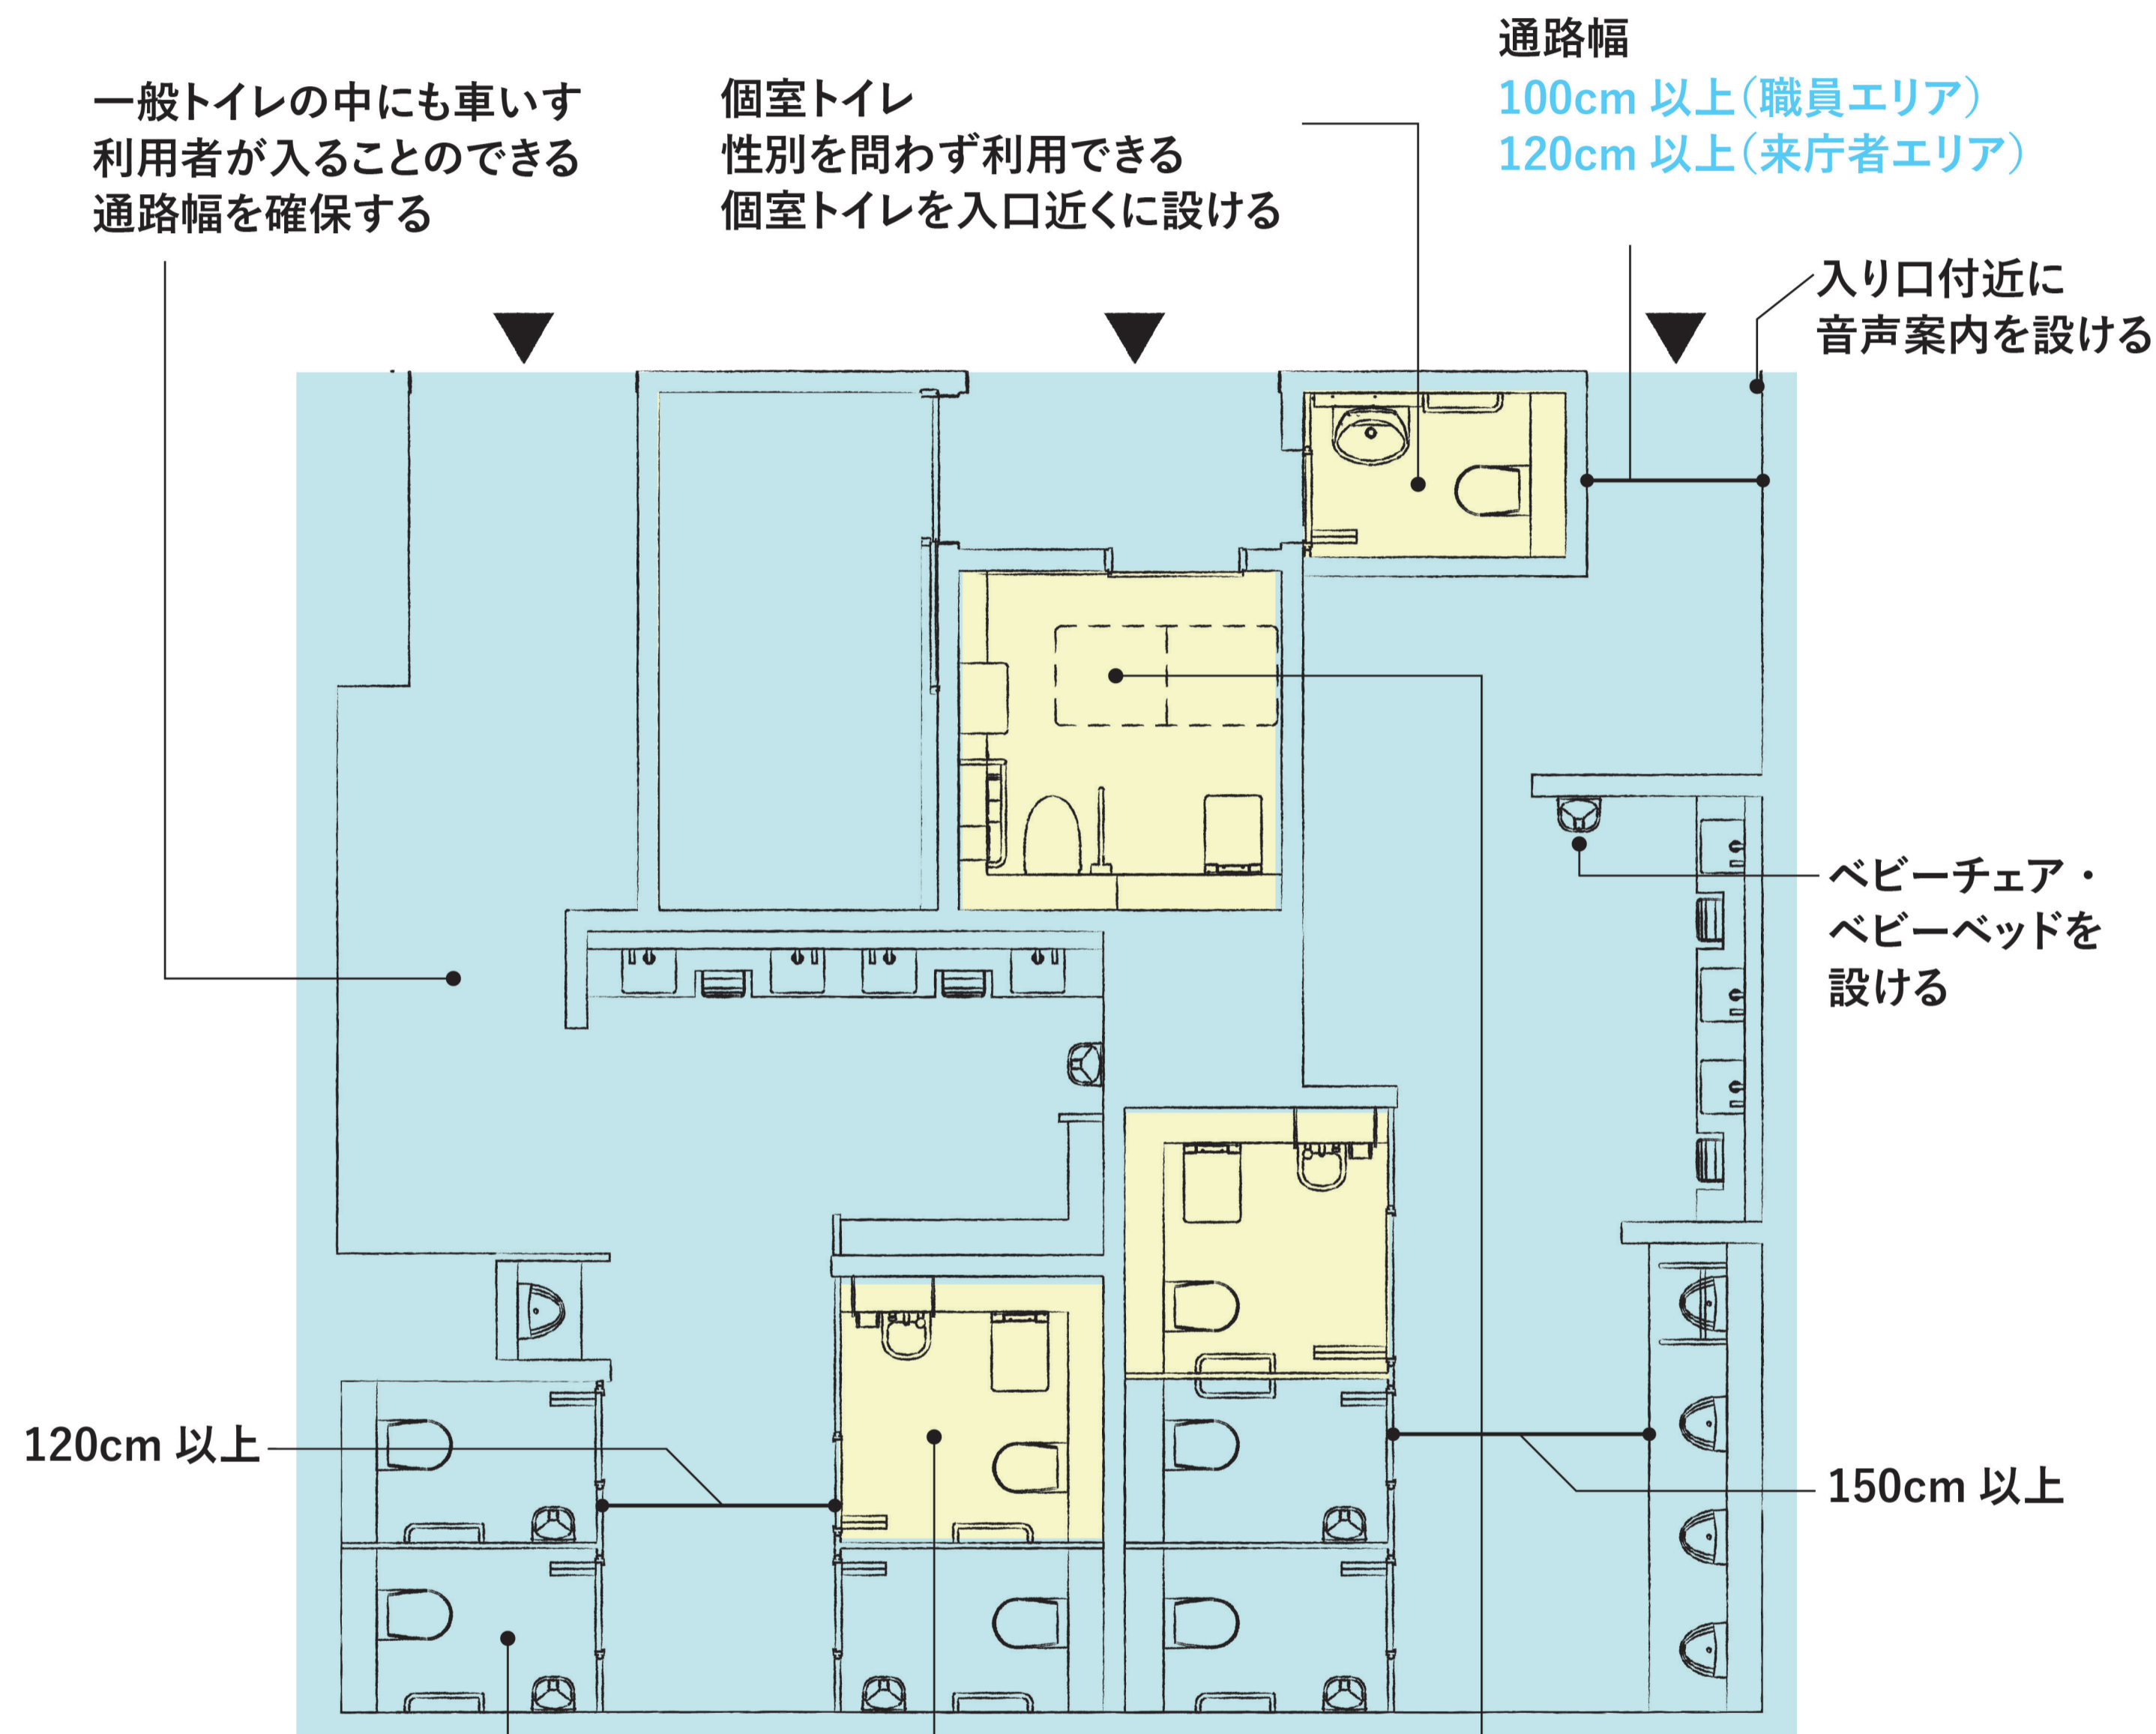 一般トイレの中にも車いす
利用者が入ることのできる
通路幅を確保する
個室トイレ
性別を問わず利用できる
個室トイレを入口近くに設ける
通路幅
100cm 以上（職員エリア）
120cm 以上（来庁者エリア）
入り口付近に
音声案内を設ける
ベビーチェア・
ベビーベッドを
設ける
120cm 以上
150cm 以上